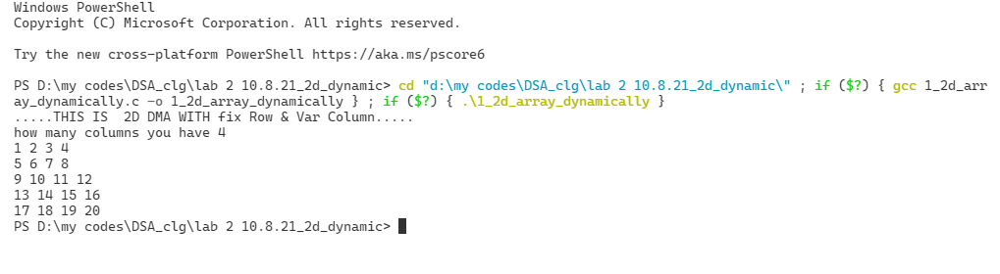 Windows PowerShell
Copyright (C) Microsoft Corporation. All rights reserved.
Try the new cross-platform PowerShell https://aka.ms/pscore6
PS D:\my codes\DSA_clg\lab 2 10.8.21_2d_dynamic> cd "d:\my codes\DSA_clg\lab 2 10.8.21_2d_dynamic\" ; if ($?) { gcc 1_2d_arr
ay_dynamically.c -o 1_2d_array_dynamically } ; if ($?) { .\1_2d_array_dynamically }
.....THIS IS  2D DMA WITH fix Row & Var Column.....
how many columns you have 4
1 2 3 4
5 6 7 8
9 10 11 12
13 14 15 16
17 18 19 20
PS D:\my codes\DSA_clg\lab 2 10.8.21_2d_dynamic>